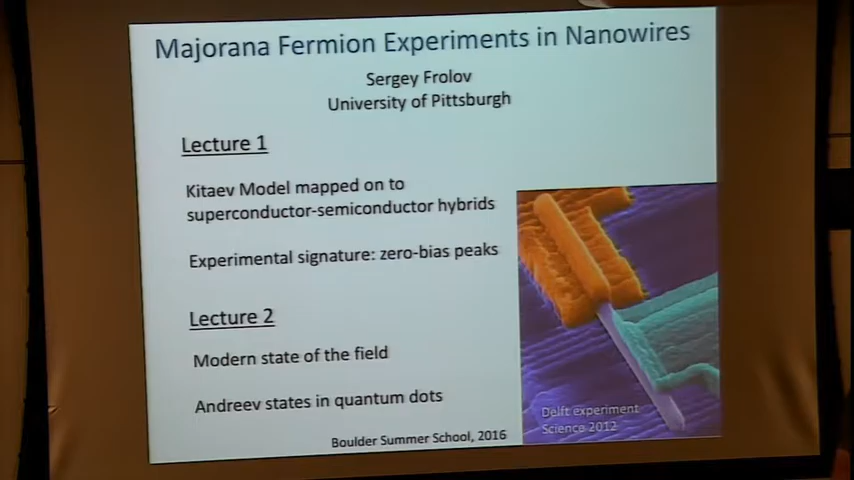 Majorana Fermion Experiments in Nanowires
Sergey Frolov
University of Pittsburgh
Lecture 1
Kitaev Model mapped on to
superconductor-semiconductor hybrids
Experimental signature: zero-bias peaks
Lecture 2
Modern state of the field
Andreev states in quantum dots
Delft experiment
Science 2012
Boulder Summer School, 2016